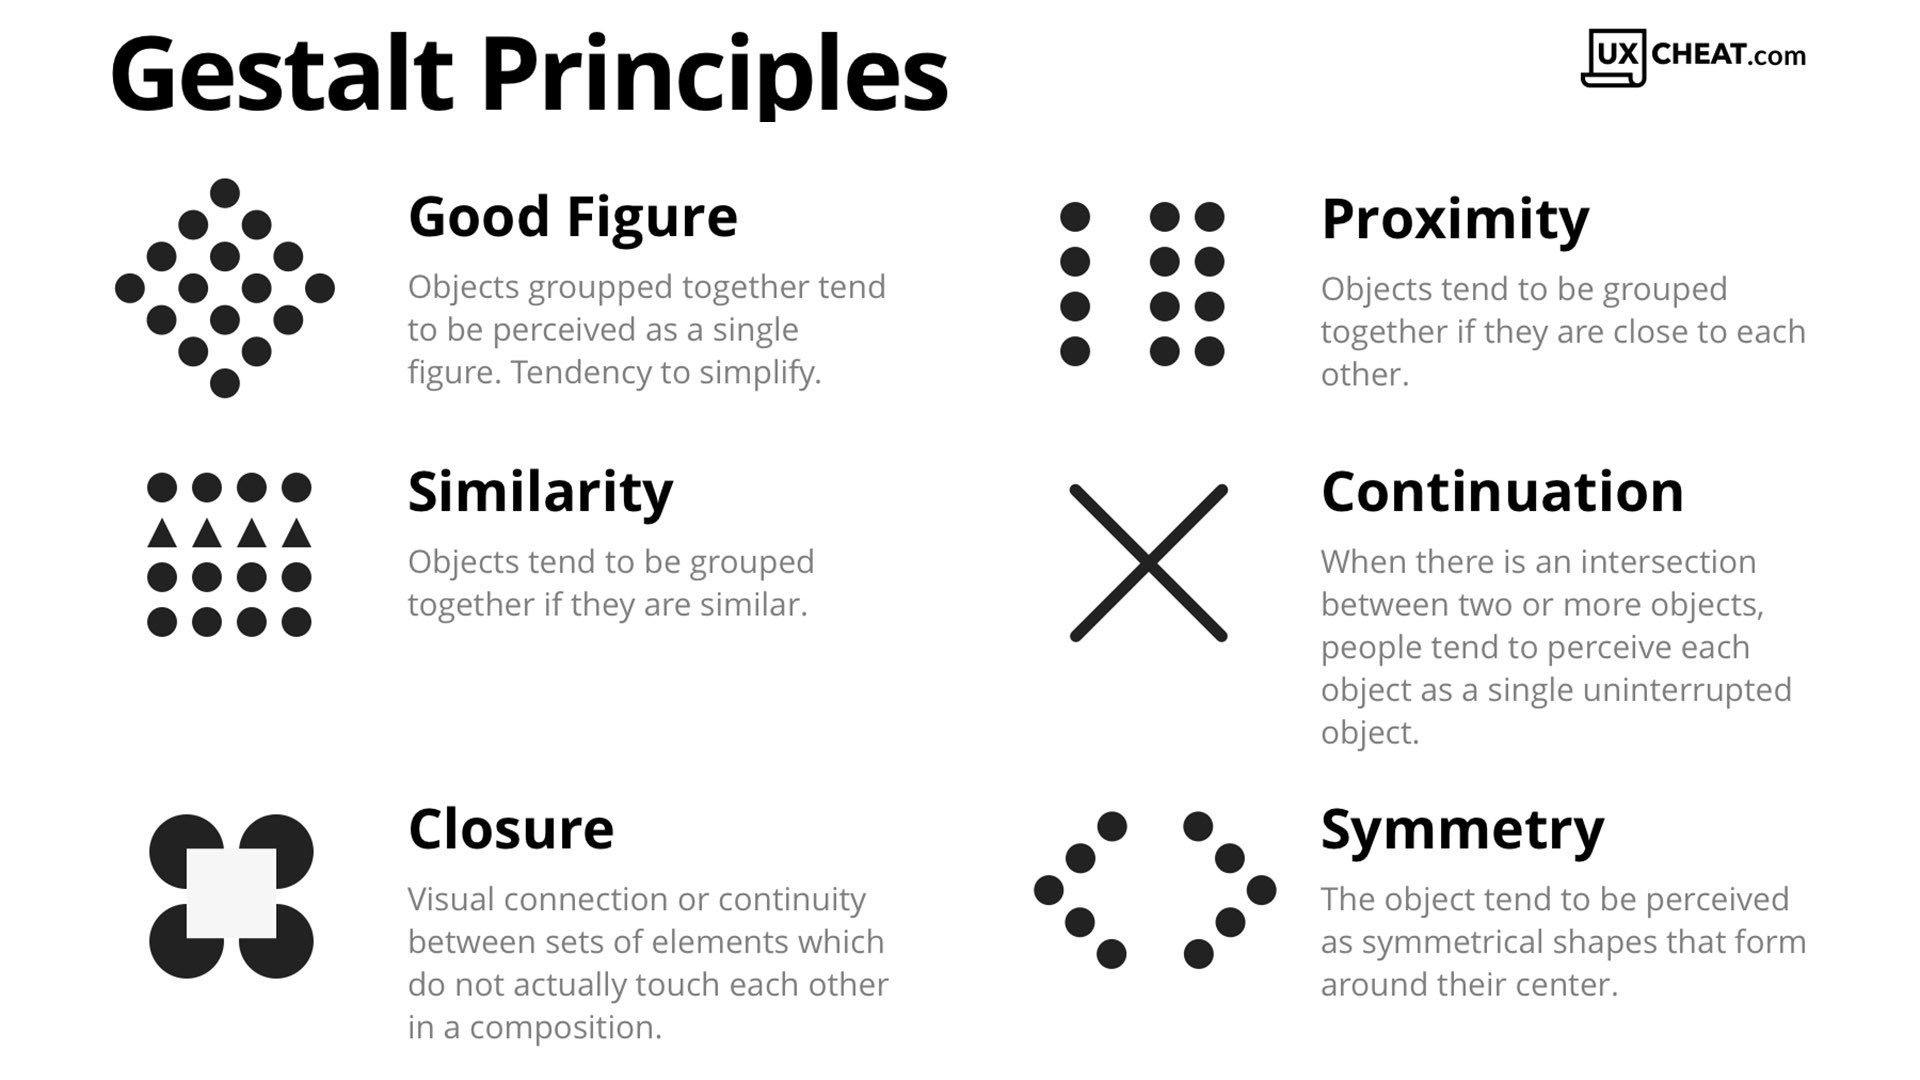 Gestalt Principles
UX CHEAT.com
Good Figure
Objects groupped together tend
to be perceived as a single
figure. Tendency to simplify.
Proximity
Objects tend to be grouped
together if they are close to each
other.
Similarity
Objects tend to be grouped
together if they are similar.
Continuation
When there is an intersection
between two or more objects,
people tend to perceive each
object as a single uninterrupted
object.
Closure
Visual connection or continuity
between sets of elements which
do not actually touch each other
in a composition.
Symmetry
The object tend to be perceived
as symmetrical shapes that form
around their center.